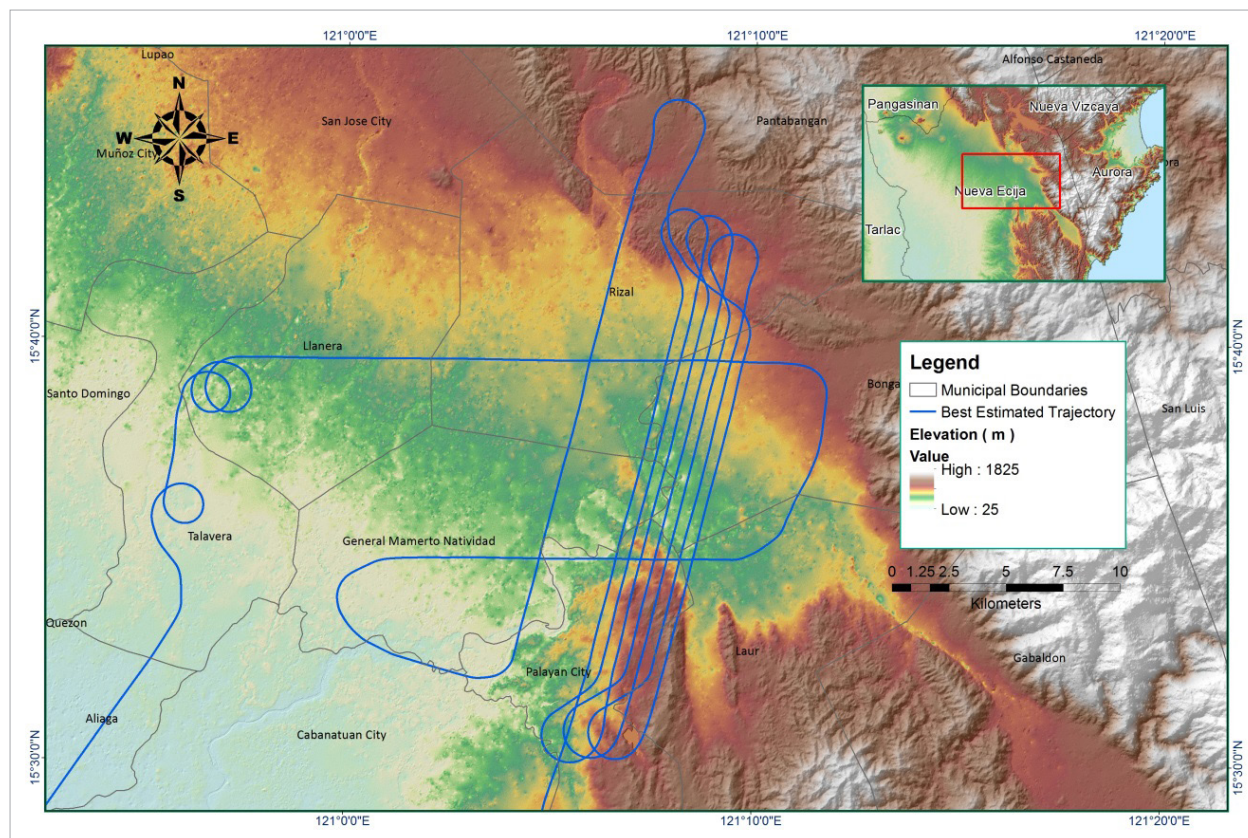 121°0'0"E
121°10'0"E
121°20'0"E
Lupao
Alfonso Castaneda
N
W
E
S
San Jose City
Pantabangan
Muñoz City
Pangasinan
Nueva Vizcaya
Aurora
Nueva Ecija
Tarlac
Rizal
15°40'0"N
15°40'0"N
Llanera
Santo Domingo
Legend
Municipal Boundaries
Best Estimated Trajectory
Elevation ( m )
Value
High : 1825
Low : 25
Bonga
San Luis
Talavera
General Mamerto Natividad
0 1.25 2.5 5 7.5 10
Kilometers
Quezon
Laur
Gabaldon
Palayan City
Aliaga
Cabanatuan City
15°30'0"N
15°30'0"N
121°0'0"E
121°10'0"E
121°20'0"E